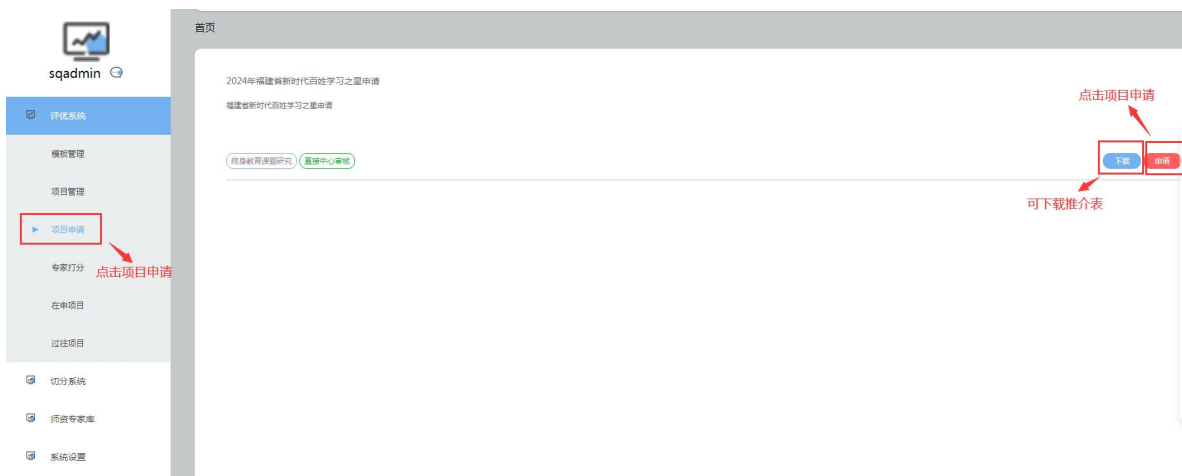 sqadmin
评优系统
模板管理
项目管理
项目申请
点击项目申请
专家打分
在申项目
过往项目
切分系统
师资专家库
系统设置
首页
2024年福建省新时代百姓学习之星申请
福建省新时代百姓学习之星申请
终身教育课题研究 直接中心审核
点击项目申请
下载 申请
可下载推介表